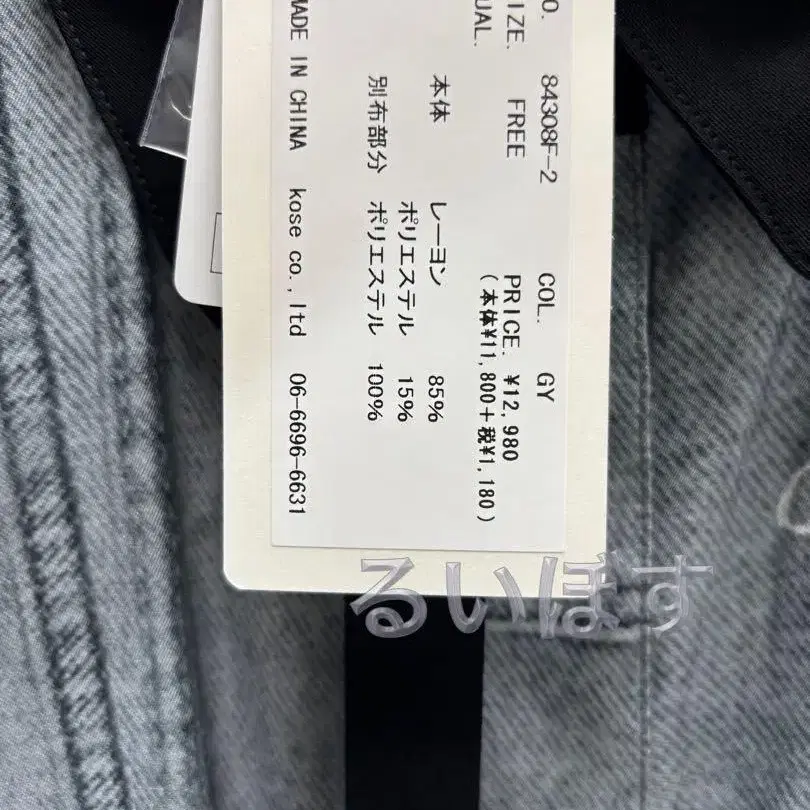 O. 84308F-2 COL. GY
IZE. FREE PRICE. ¥12,980
UAL. (本体¥11,800+税¥1,180)
本体 レーヨン 85%
ポリエステル 15%
別布部分 ポリエステル 100%
MADE IN CHINA kose co.,ltd 06-6696-6631
るいぼす